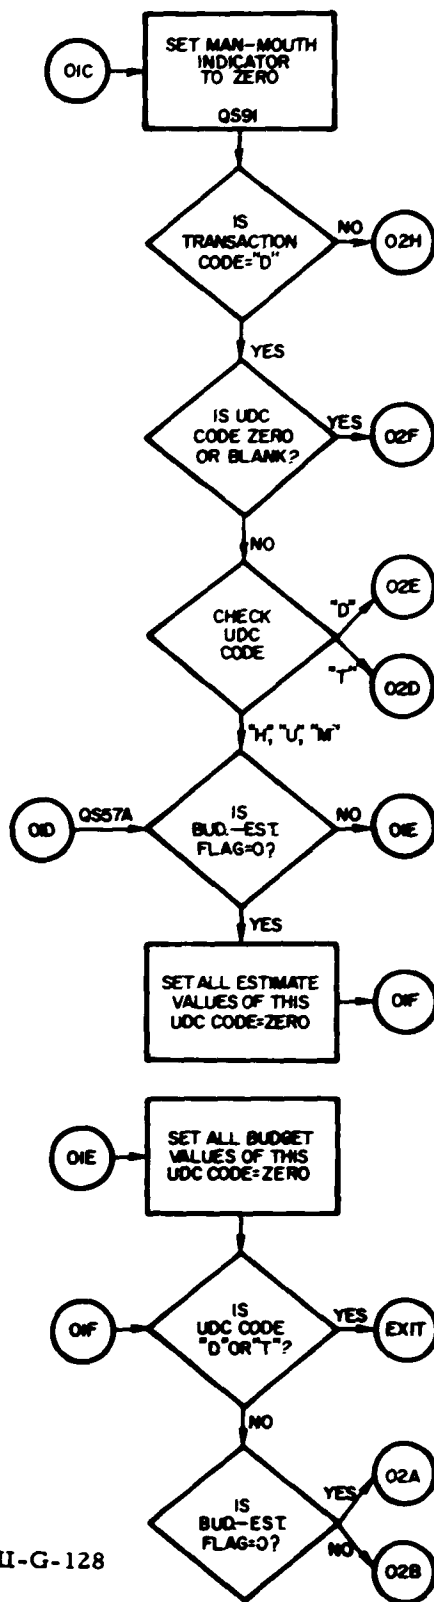 SET MAN-MOUTH
INDICATOR
TO ZERO
01C
QS91
IS
TRANSACTION
CODE="D"
NO
02H
YES
IS UDC
CODE ZERO
OR BLANK?
YES
02F
NO
CHECK
UDC
CODE
"D"
02E
"T"
02D
"H", "U", "M"
01D
QS57A
IS
BUD.-EST.
FLAG=0?
NO
01E
YES
SET ALL ESTIMATE
VALUES OF THIS
UDC CODE=ZERO
01F
01E
SET ALL BUDGET
VALUES OF THIS
UDC CODE=ZERO
01F
IS
UDC CODE
"D" OR "T"?
YES
EXIT
NO
IS
BUD.-EST.
FLAG=0?
YES
02A
NO
02B
II-G-128